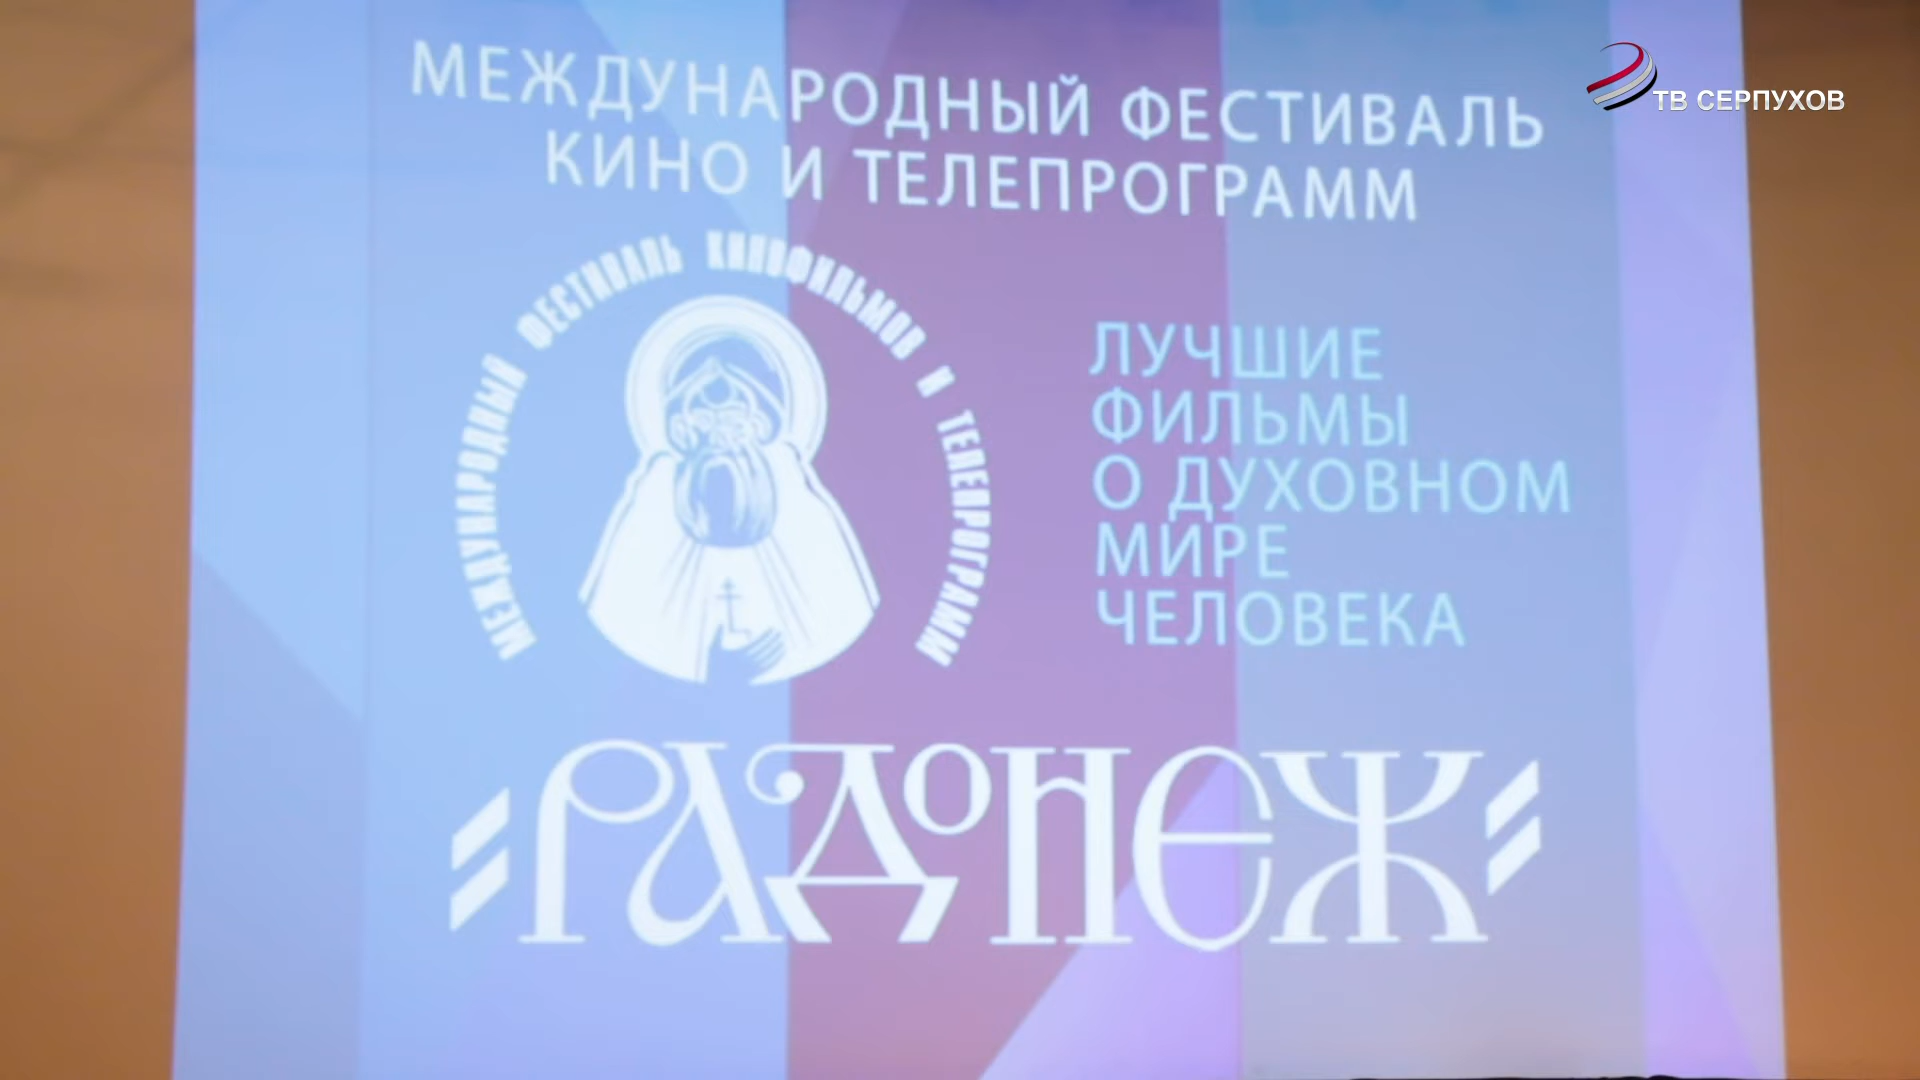 МЕЖДУНАРОДНЫЙ ФЕСТИВАЛЬ
КИНО И ТЕЛЕПРОГРАММ
ТВ СЕРПУХОВ
МЕЖДУНАРОДНЫЙ ФЕСТИВАЛЬ КИНОФИЛЬМОВ И ТЕЛЕПРОГРАММ
ЛУЧШИЕ
ФИЛЬМЫ
О ДУХОВНОМ
МИРЕ
ЧЕЛОВЕКА
РАДОНЕЖ